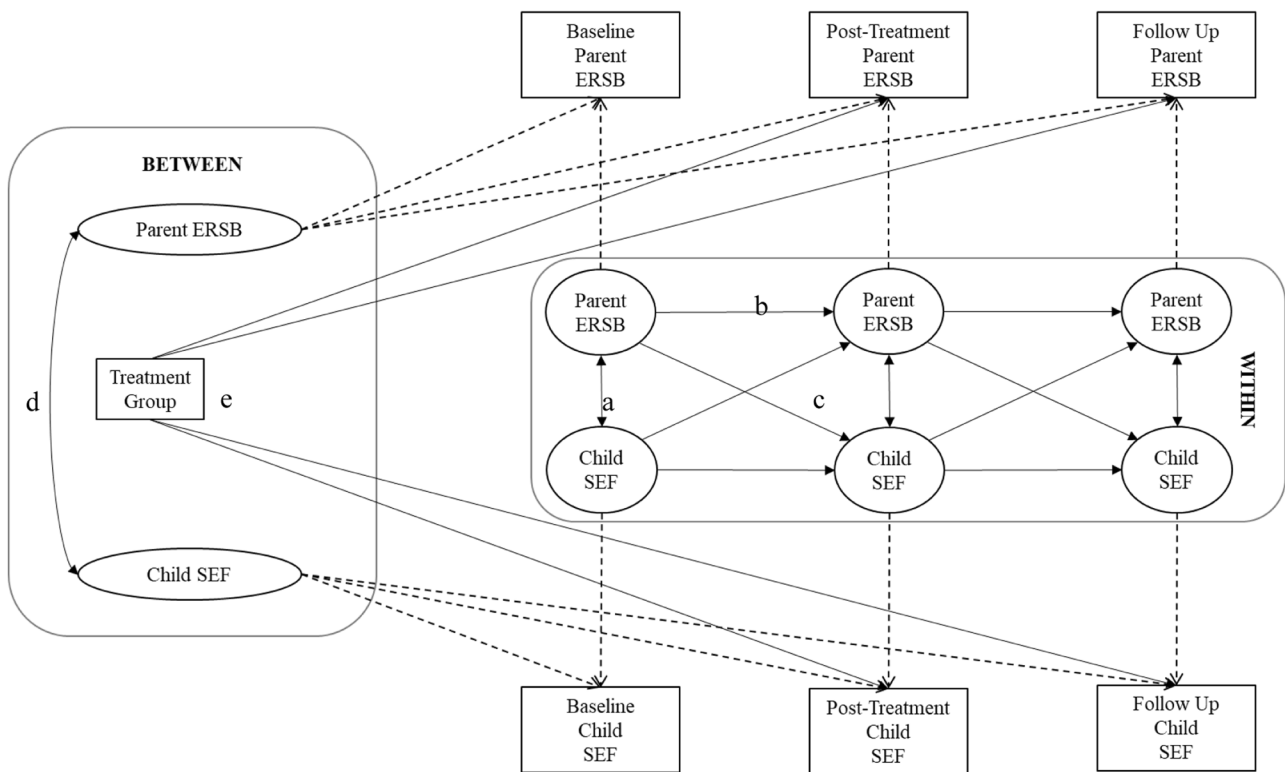 Baseline
Parent
ERSB
Post-Treatment
Parent
ERSB
Follow Up
Parent
ERSB
BETWEEN
Parent ERSB
d
Treatment
Group
e
Child SEF
Parent
ERSB
b
Parent
ERSB
Parent
ERSB
a
c
WITHIN
Child
SEF
Child
SEF
Child
SEF
Baseline
Child
SEF
Post-Treatment
Child
SEF
Follow Up
Child
SEF